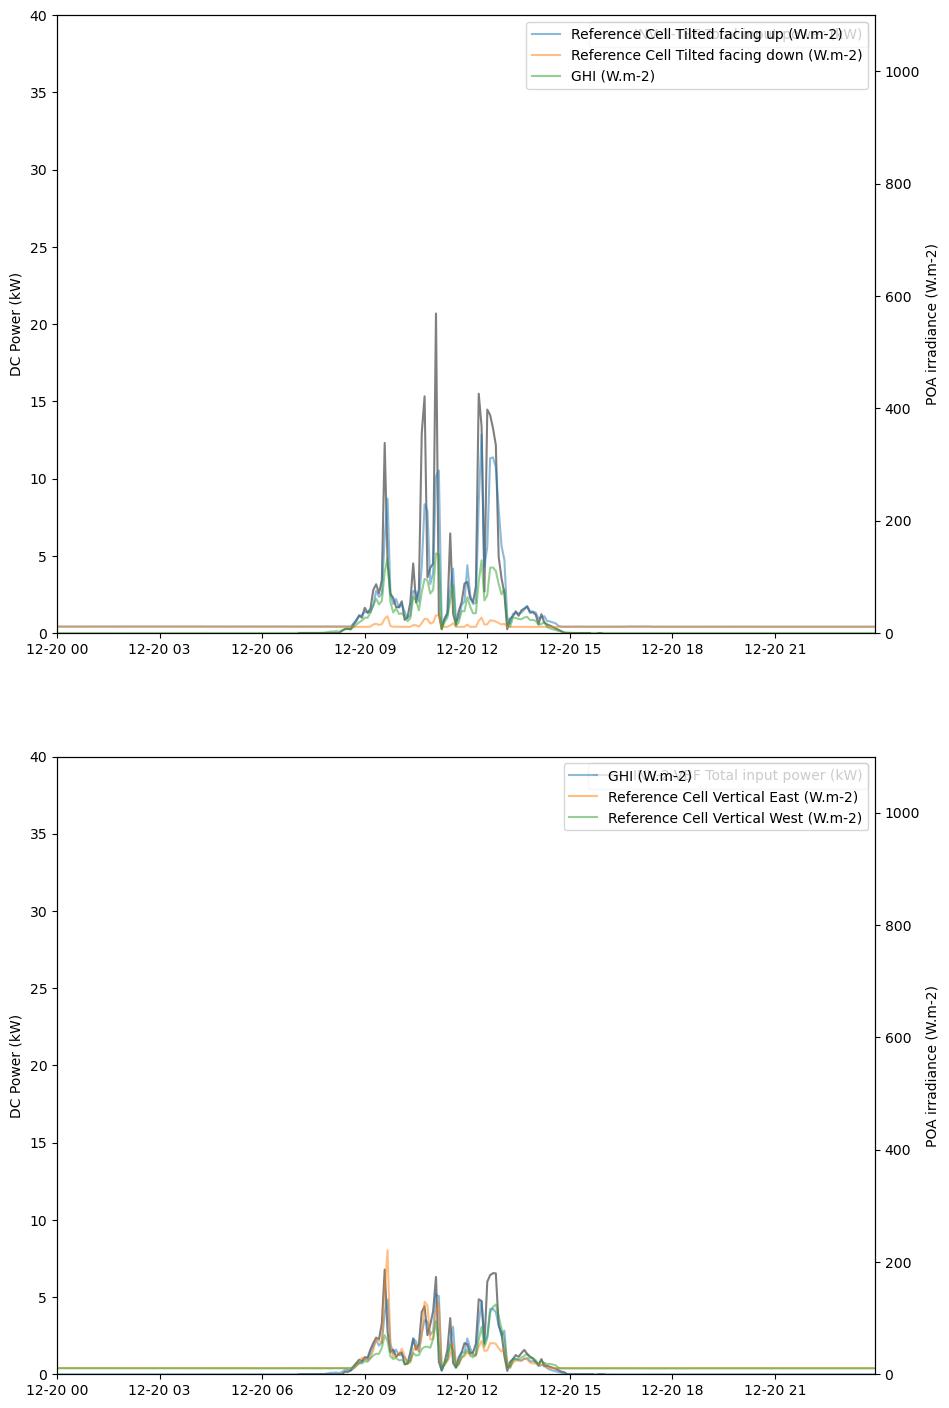 40
35
30
25
20
15
10
5
0
DC Power (kW)
Reference Cell Tilted facing up (W.m-2)
Reference Cell Tilted facing down (W.m-2)
GHI (W.m-2)
1000
800
600
400
200
0
POA irradiance (W.m-2)
12-20 00 12-20 03 12-20 06 12-20 09 12-20 12 12-20 15 12-20 18 12-20 21
40
35
30
25
20
15
10
5
0
DC Power (kW)
GHI (W.m-2) Total input power (kW)
Reference Cell Vertical East (W.m-2)
Reference Cell Vertical West (W.m-2)
1000
800
600
400
200
0
POA irradiance (W.m-2)
12-20 00 12-20 03 12-20 06 12-20 09 12-20 12 12-20 15 12-20 18 12-20 21